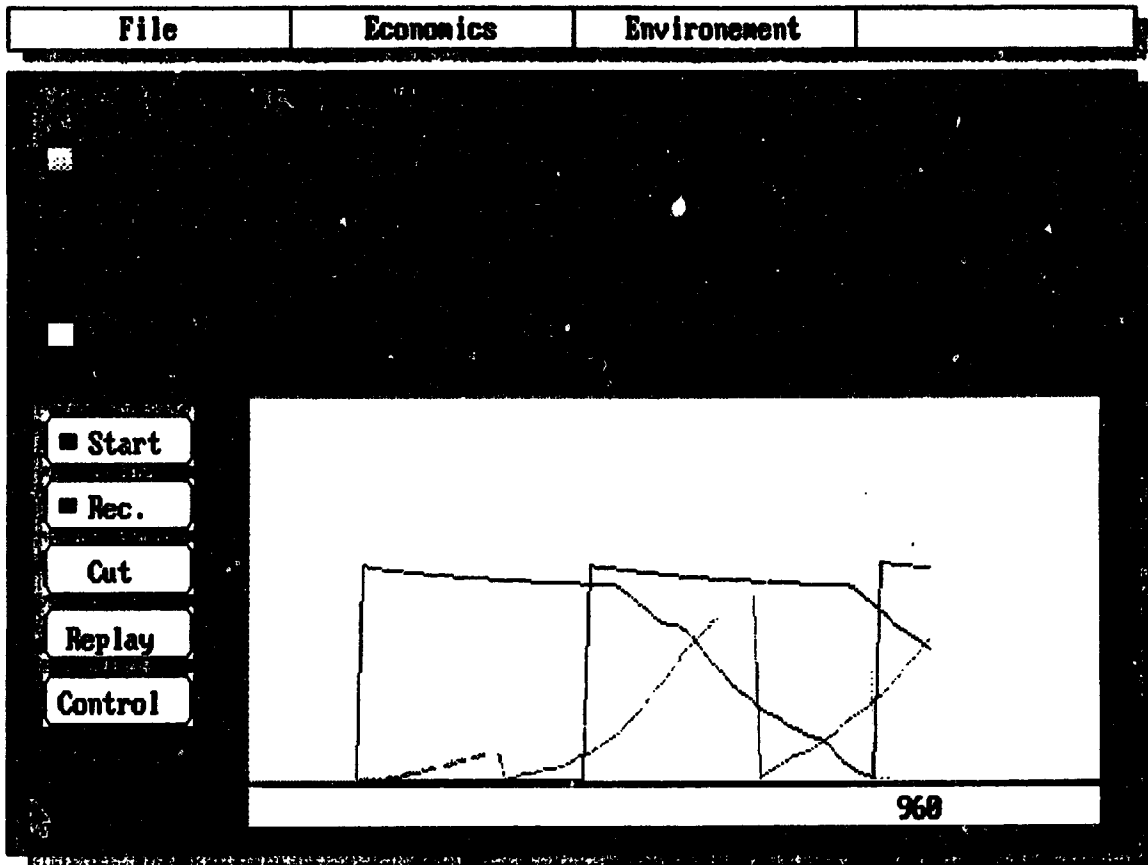 File Economics Environement
Start
Rec.
Cut
Replay
Control
960